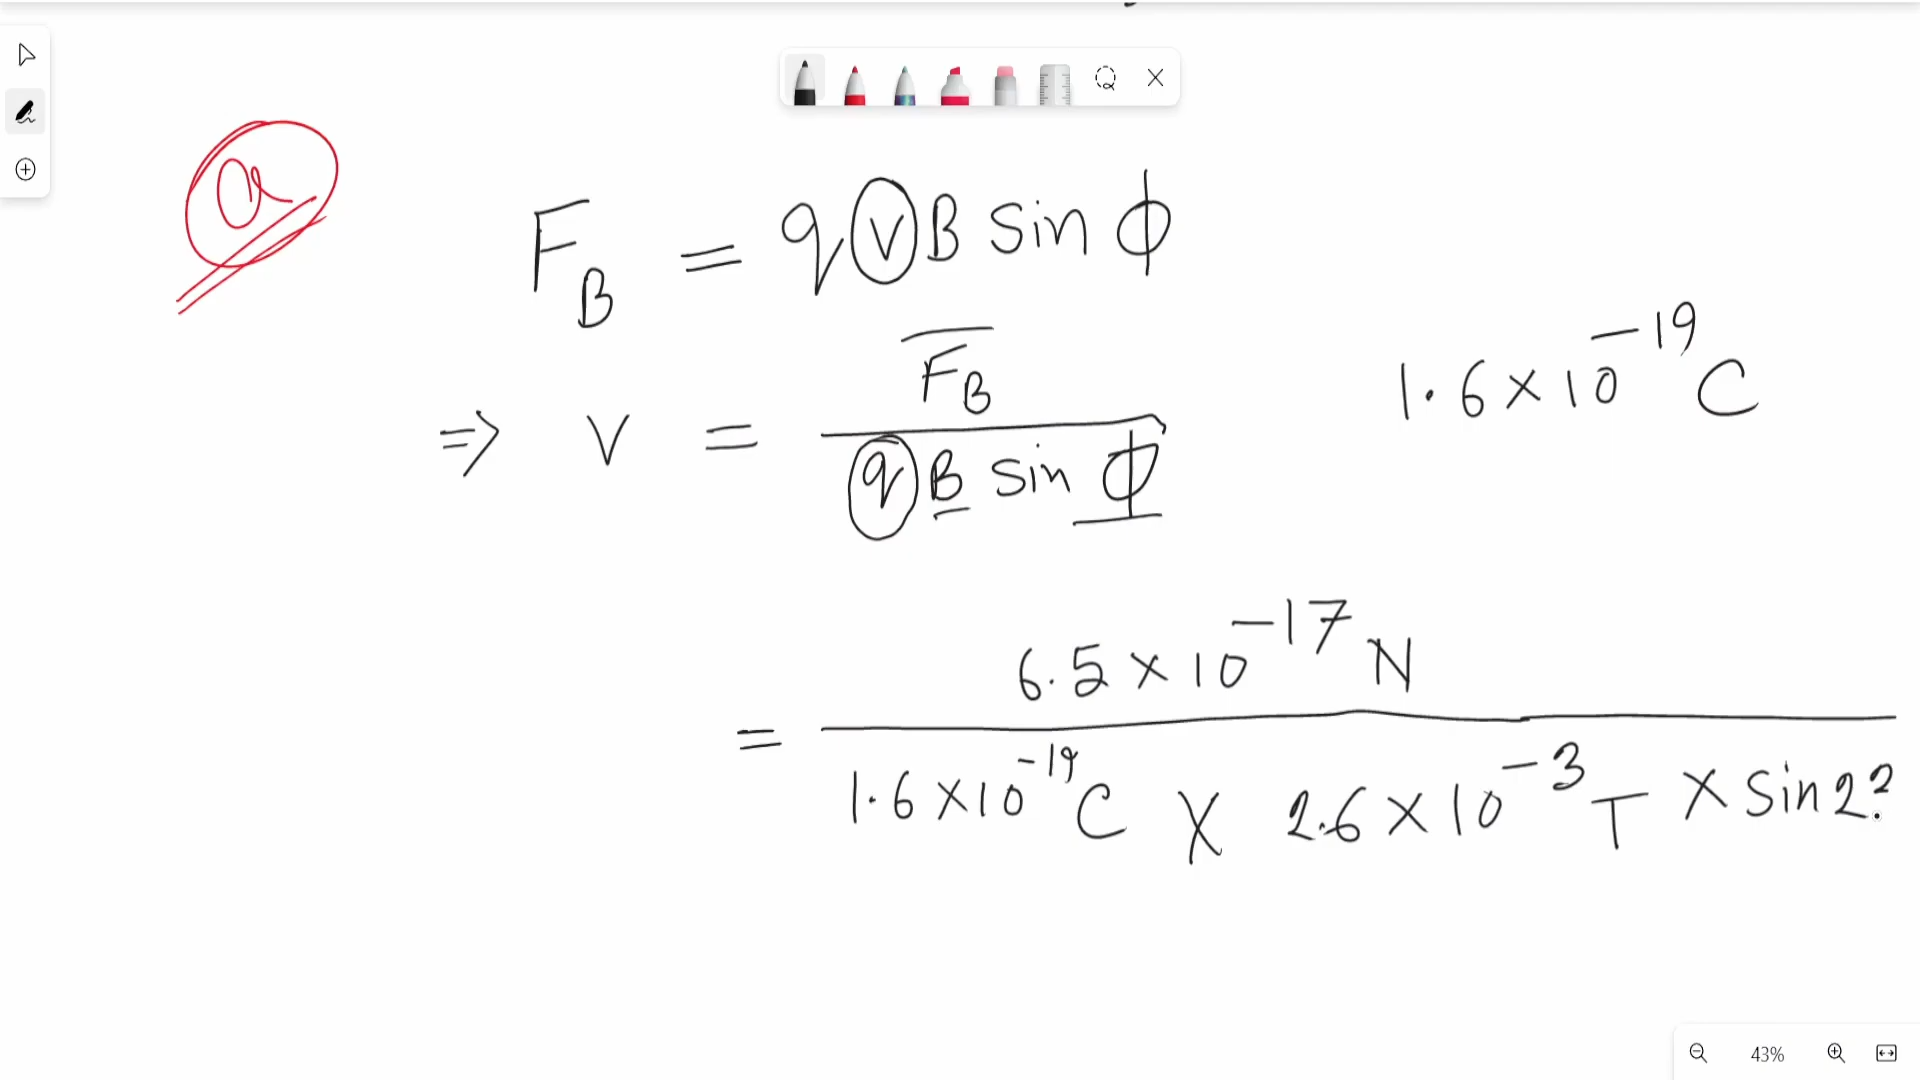 a
F_B = qvB sin ϕ
⇒ v = F_B / (qB sin ϕ)
1.6 × 10^-19 C
= 6.5 × 10^-17 N / (1.6 × 10^-19 C × 2.6 × 10^-3 T × sin 23
43%